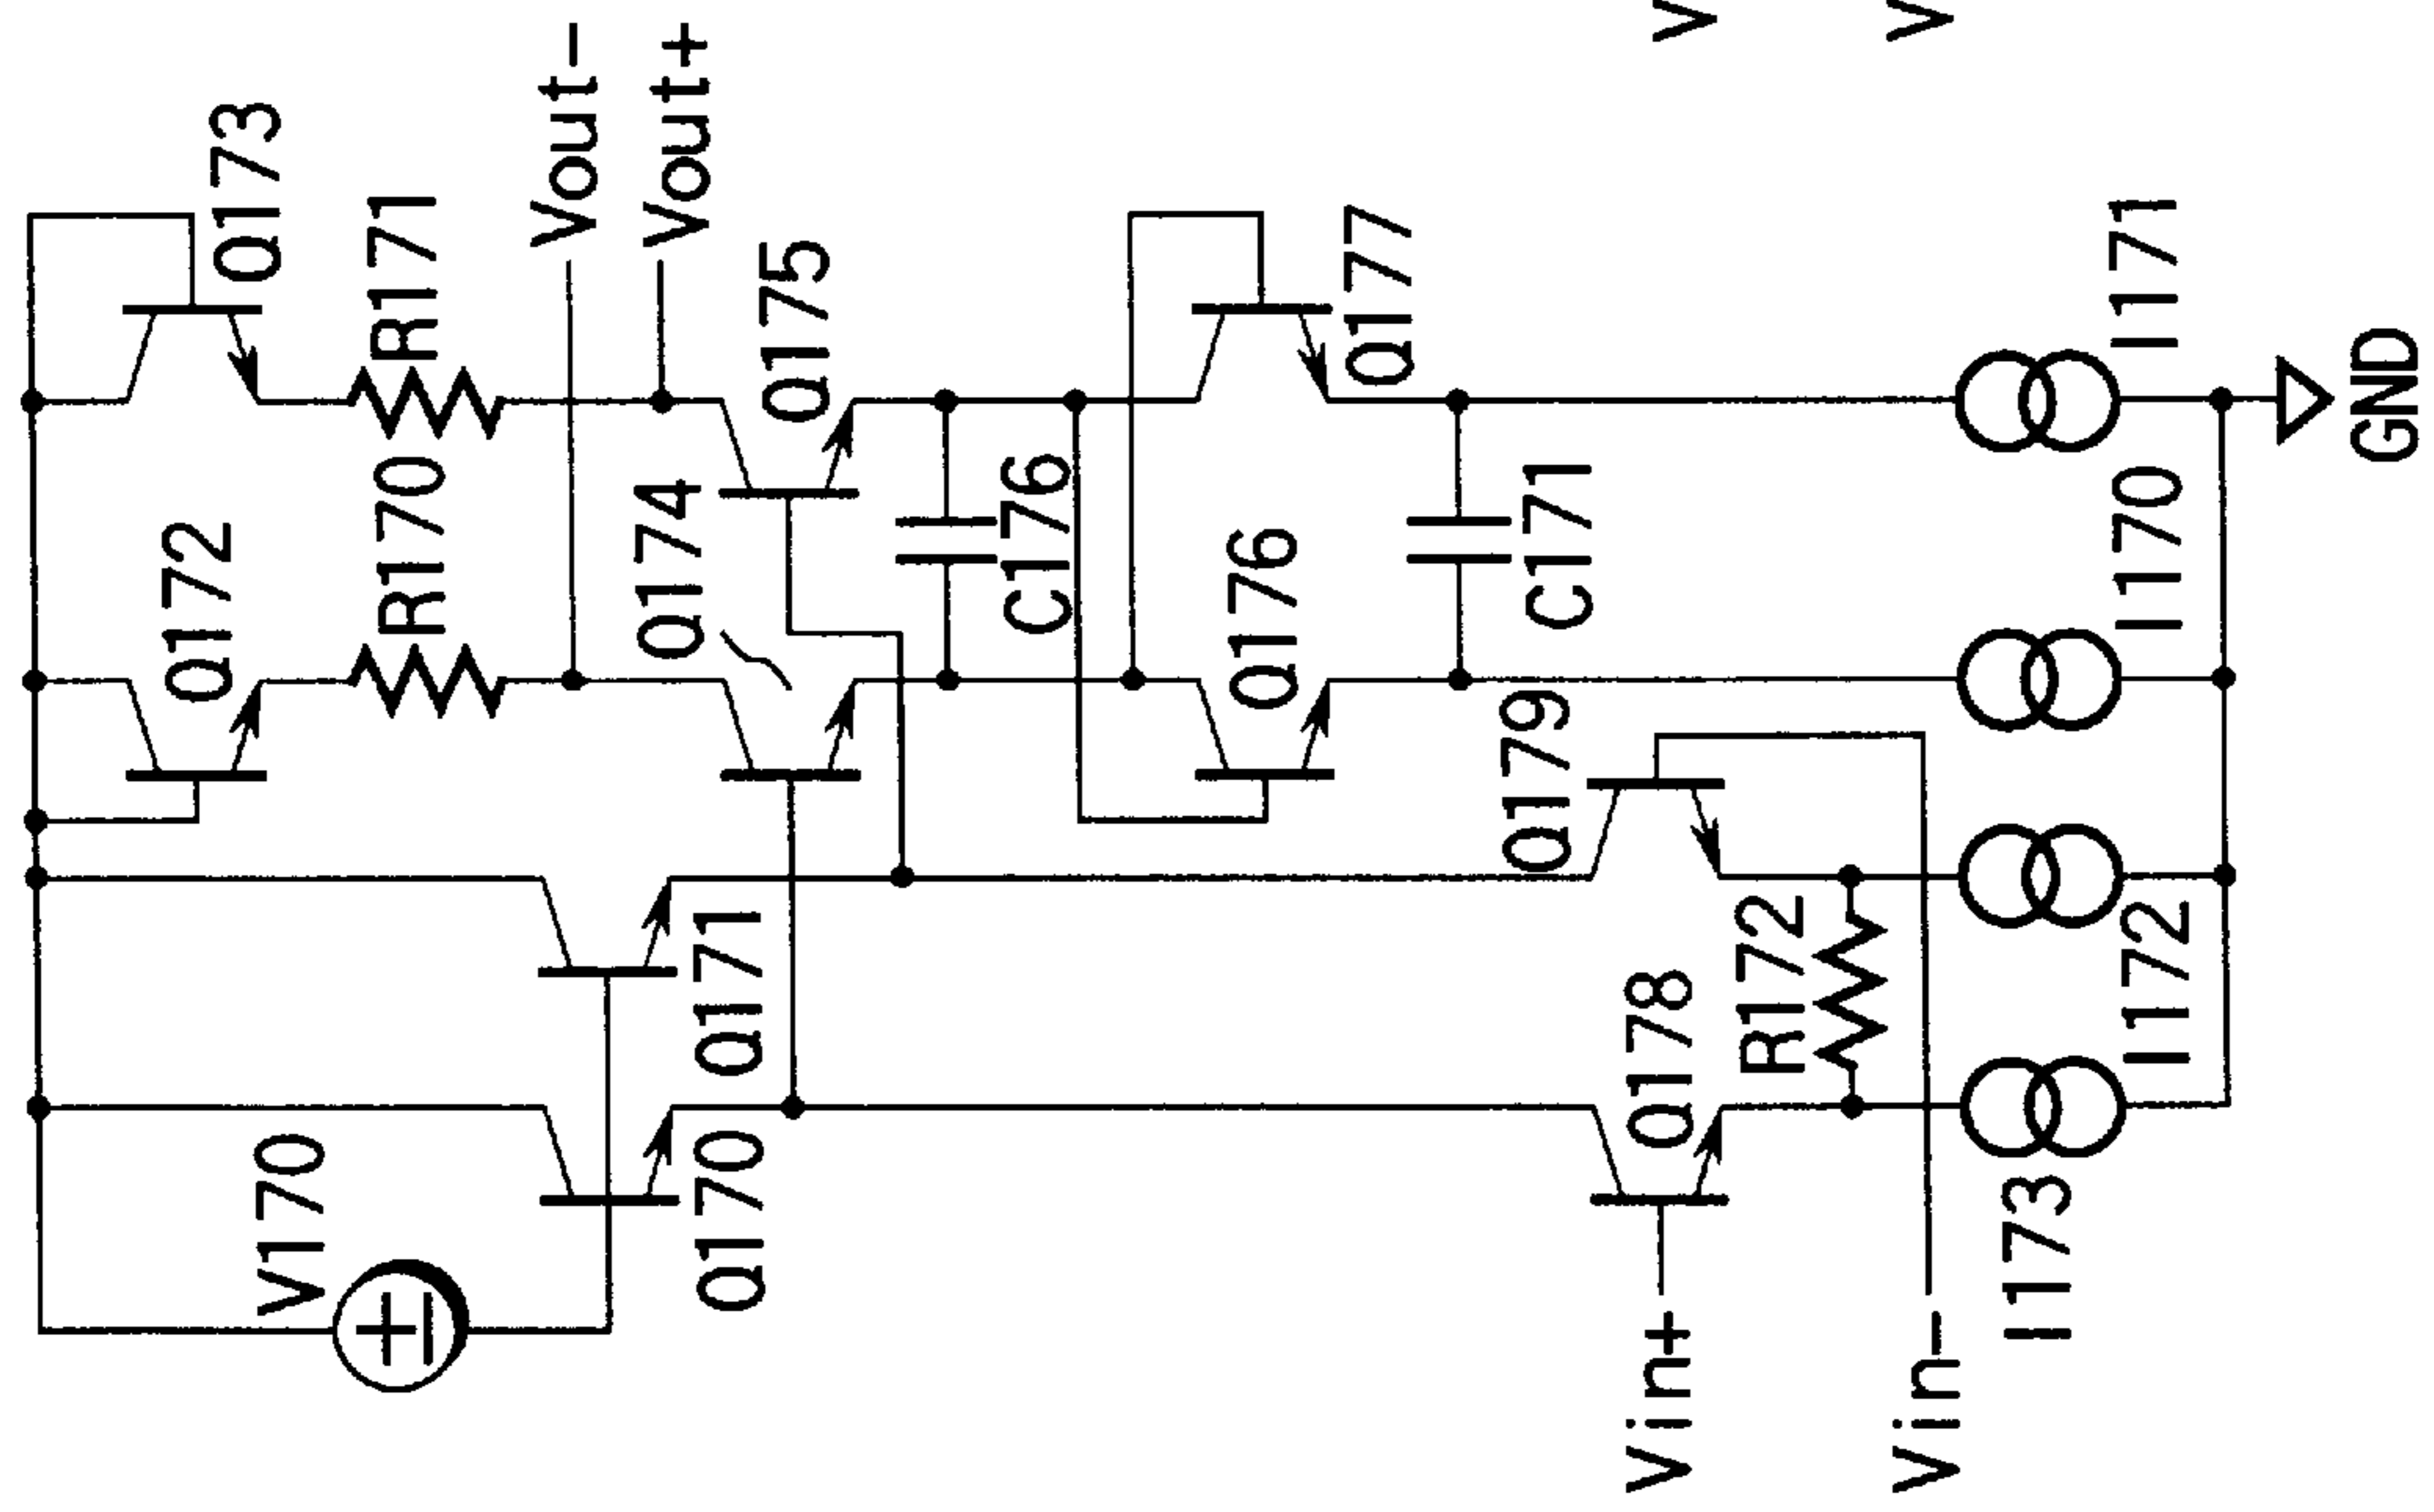 Q172
Q173
V170
R170
R171
Vout-
Q174
Vout+
Q170
Q171
Q175
C176
Q176
Q177
Q179
C171
Vin+
Q178
V
R172
Vin-
V
I173
I172
I170
I171
GND